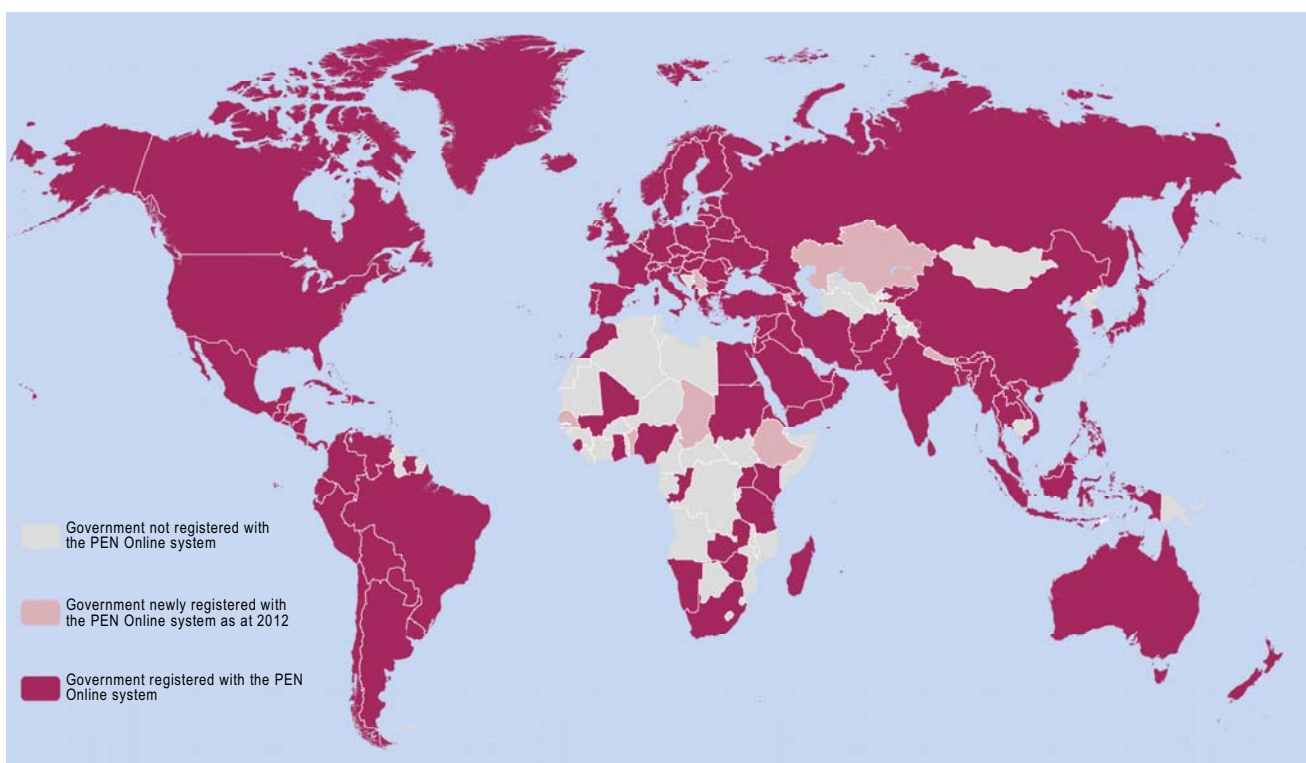 Government not registered with
the PEN Online system
Government newly registered with
the PEN Online system as at 2012
Government registered with the PEN
Online system